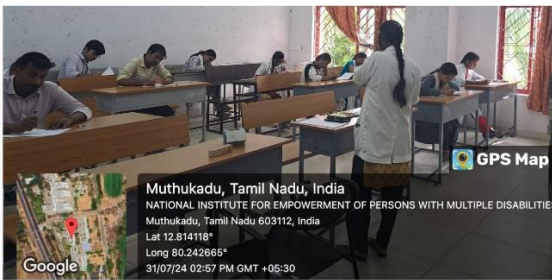 GPS Map
Muthukadu, Tamil Nadu, India
NATIONAL INSTITUTE FOR EMPOWERMENT OF PERSONS WITH MULTIPLE DISABILITIES
Muthukadu, Tamil Nadu 603112, India
Lat 12.814118°
Long 80.242665°
31/07/24 02:57 PM GMT +05:30
Google